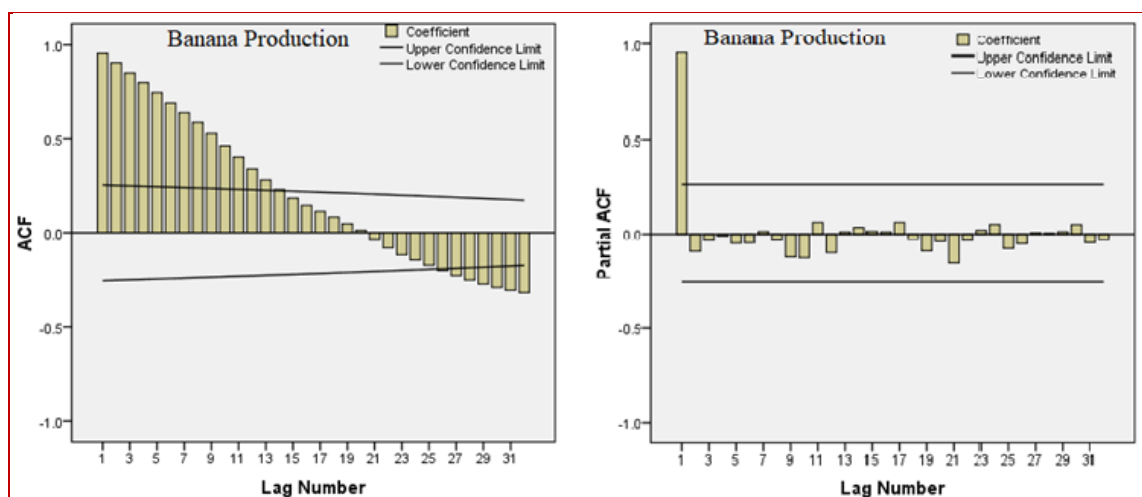 Banana Production
Coefficient
Upper Confidence Limit
Lower Confidence Limit
1.0
0.5
0.0
-0.5
-1.0
ACF
1 3 5 7 9 11 13 15 17 19 21 23 25 27 29 31
Lag Number
Banana Production
Coefficient
Upper Confidence Limit
Lower Confidence Limit
1.0
0.5
0.0
-0.5
-1.0
Partial ACF
1 3 5 7 9 11 13 15 17 19 21 23 25 27 29 31
Lag Number